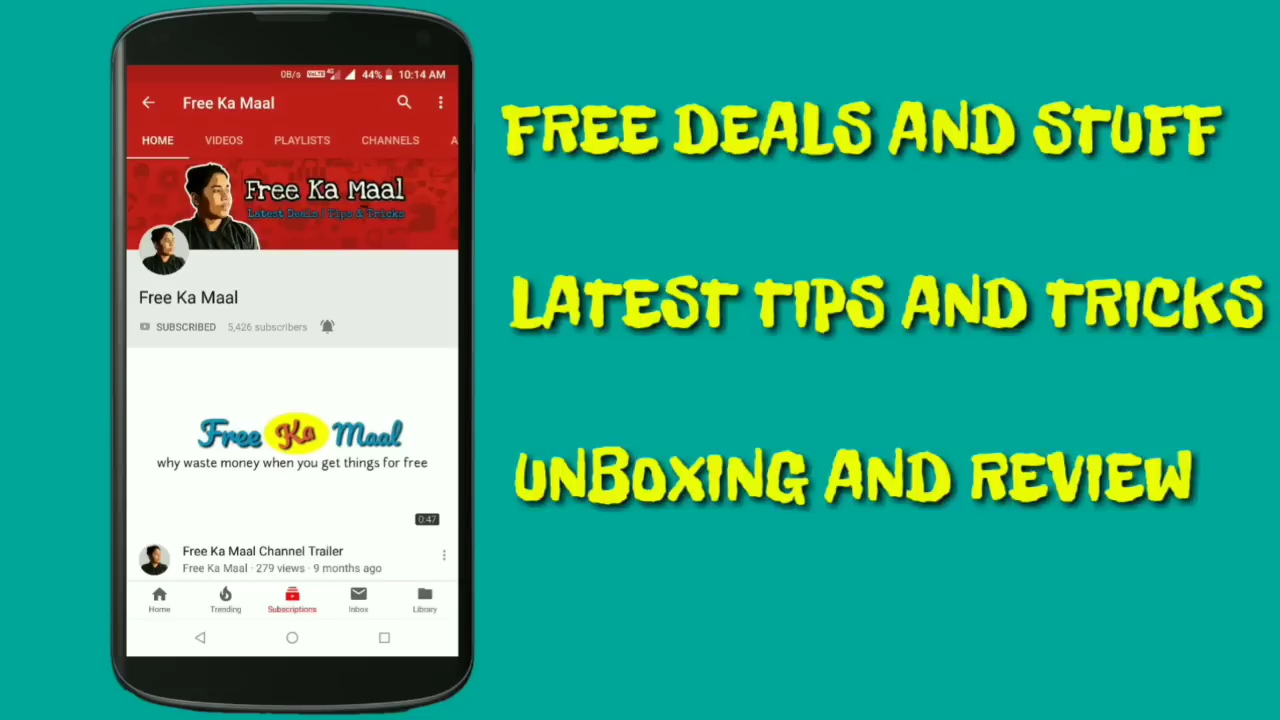 0B/s VoLTE 4G 44% 10:14 AM
Free Ka Maal
HOME VIDEOS PLAYLISTS CHANNELS A
Free Ka Maal
Latest Deals | Tips & Tricks
Free Ka Maal
SUBSCRIBED 5,426 subscribers
Free Ka Maal
why waste money when you get things for free
0:47
Free Ka Maal Channel Trailer
Free Ka Maal · 279 views · 9 months ago
Home Trending Subscriptions Inbox Library
FREE DEALS AND STUFF
LATEST TIPS AND TRICKS
UNBOXING AND REVIEW